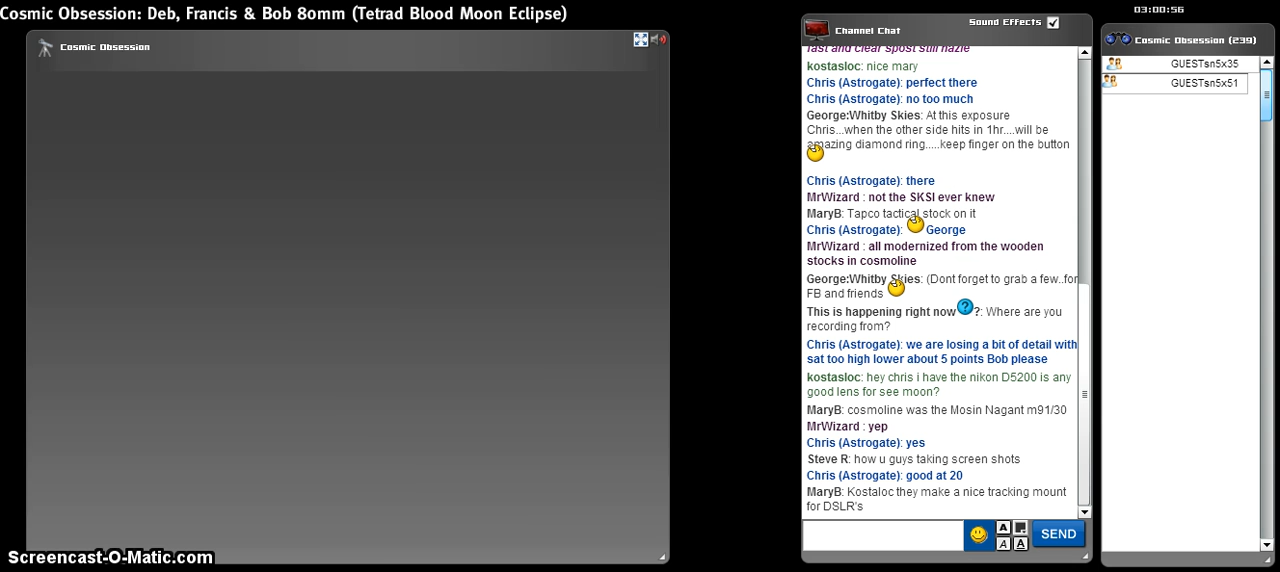 Cosmic Obsession: Deb, Francis & Bob 80mm (Tetrad Blood Moon Eclipse)
Cosmic Obsession
Channel Chat
Sound Effects
03:00:56
Cosmic Obsession (239)
GUESTsn5x35
GUESTsn5x51
fast and clear Spost still hazie
kostasloc: nice mary
Chris (Astrogate): perfect there
Chris (Astrogate): no too much
George:Whitby Skies: At this exposure
Chris...when the other side hits in 1hr....will be
amazing diamond ring.....keep finger on the button
Chris (Astrogate): there
MrWizard : not the SKSI ever knew
MaryB: Tapco tactical stock on it
Chris (Astrogate): George
MrWizard : all modernized from the wooden
stocks in cosmoline
George:Whitby Skies: (Dont forget to grab a few..for
FB and friends
This is happening right now ?: Where are you
recording from?
Chris (Astrogate): we are losing a bit of detail with
sat too high lower about 5 points Bob please
kostasloc: hey chris i have the nikon D5200 is any
good lens for see moon?
MaryB: cosmoline was the Mosin Nagant m91/30
MrWizard : yep
Chris (Astrogate): yes
Steve R: how u guys taking screen shots
Chris (Astrogate): good at 20
MaryB: Kostaloc they make a nice tracking mount
for DSLR's
A
A A
SEND
Screencast-O-Matic.com